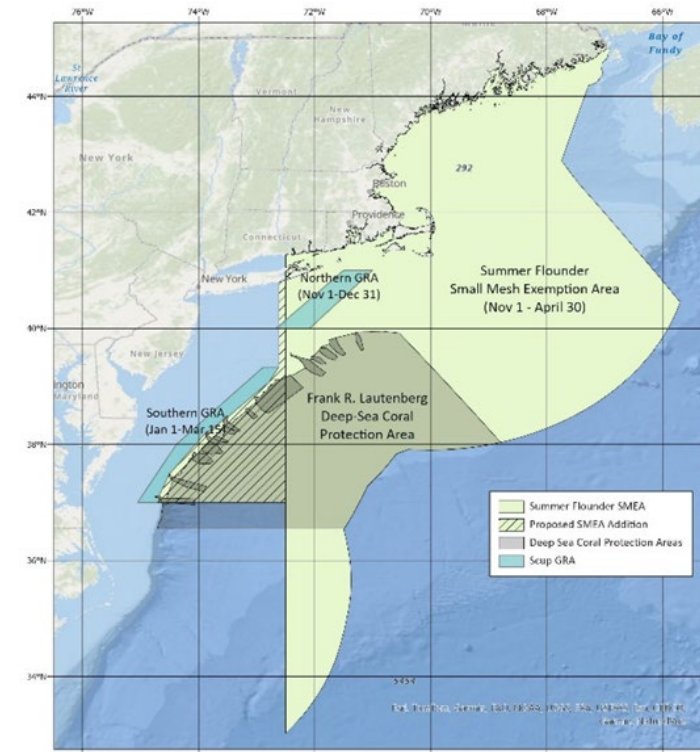 76°W 74°W 72°W 70°W 68°W 66°W
Bay of
Fundy
St
Lawrence
River
44°N
Vermont
New
Hampshire
New York
292
Boston
42°N
Providence
Connecticut
New York
Northern GRA
(Nov 1-Dec 31)
Summer Flounder
Small Mesh Exemption Area
(Nov 1 - April 30)
40°N
New Jersey
ington
Maryland
Frank R. Lautenberg
Deep-Sea Coral
Protection Area
Southern GRA
(Jan 1-Mar 15)
38°N
Summer Flounder SMEA
Proposed SMEA Addition
Deep Sea Coral Protection Areas
Scup GRA
36°N
34°N